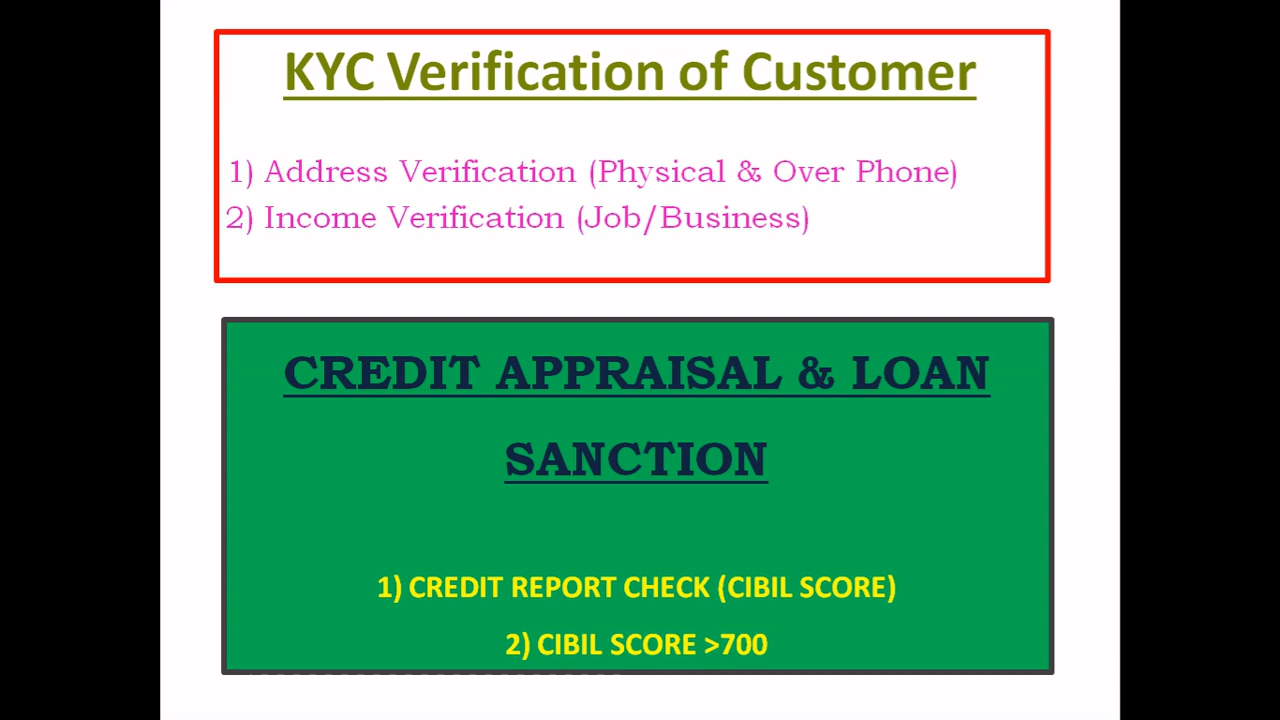 KYC Verification of Customer
1) Address Verification (Physical & Over Phone)
2) Income Verification (Job/Business)
CREDIT APPRAISAL & LOAN
SANCTION
1) CREDIT REPORT CHECK (CIBIL SCORE)
2) CIBIL SCORE >700